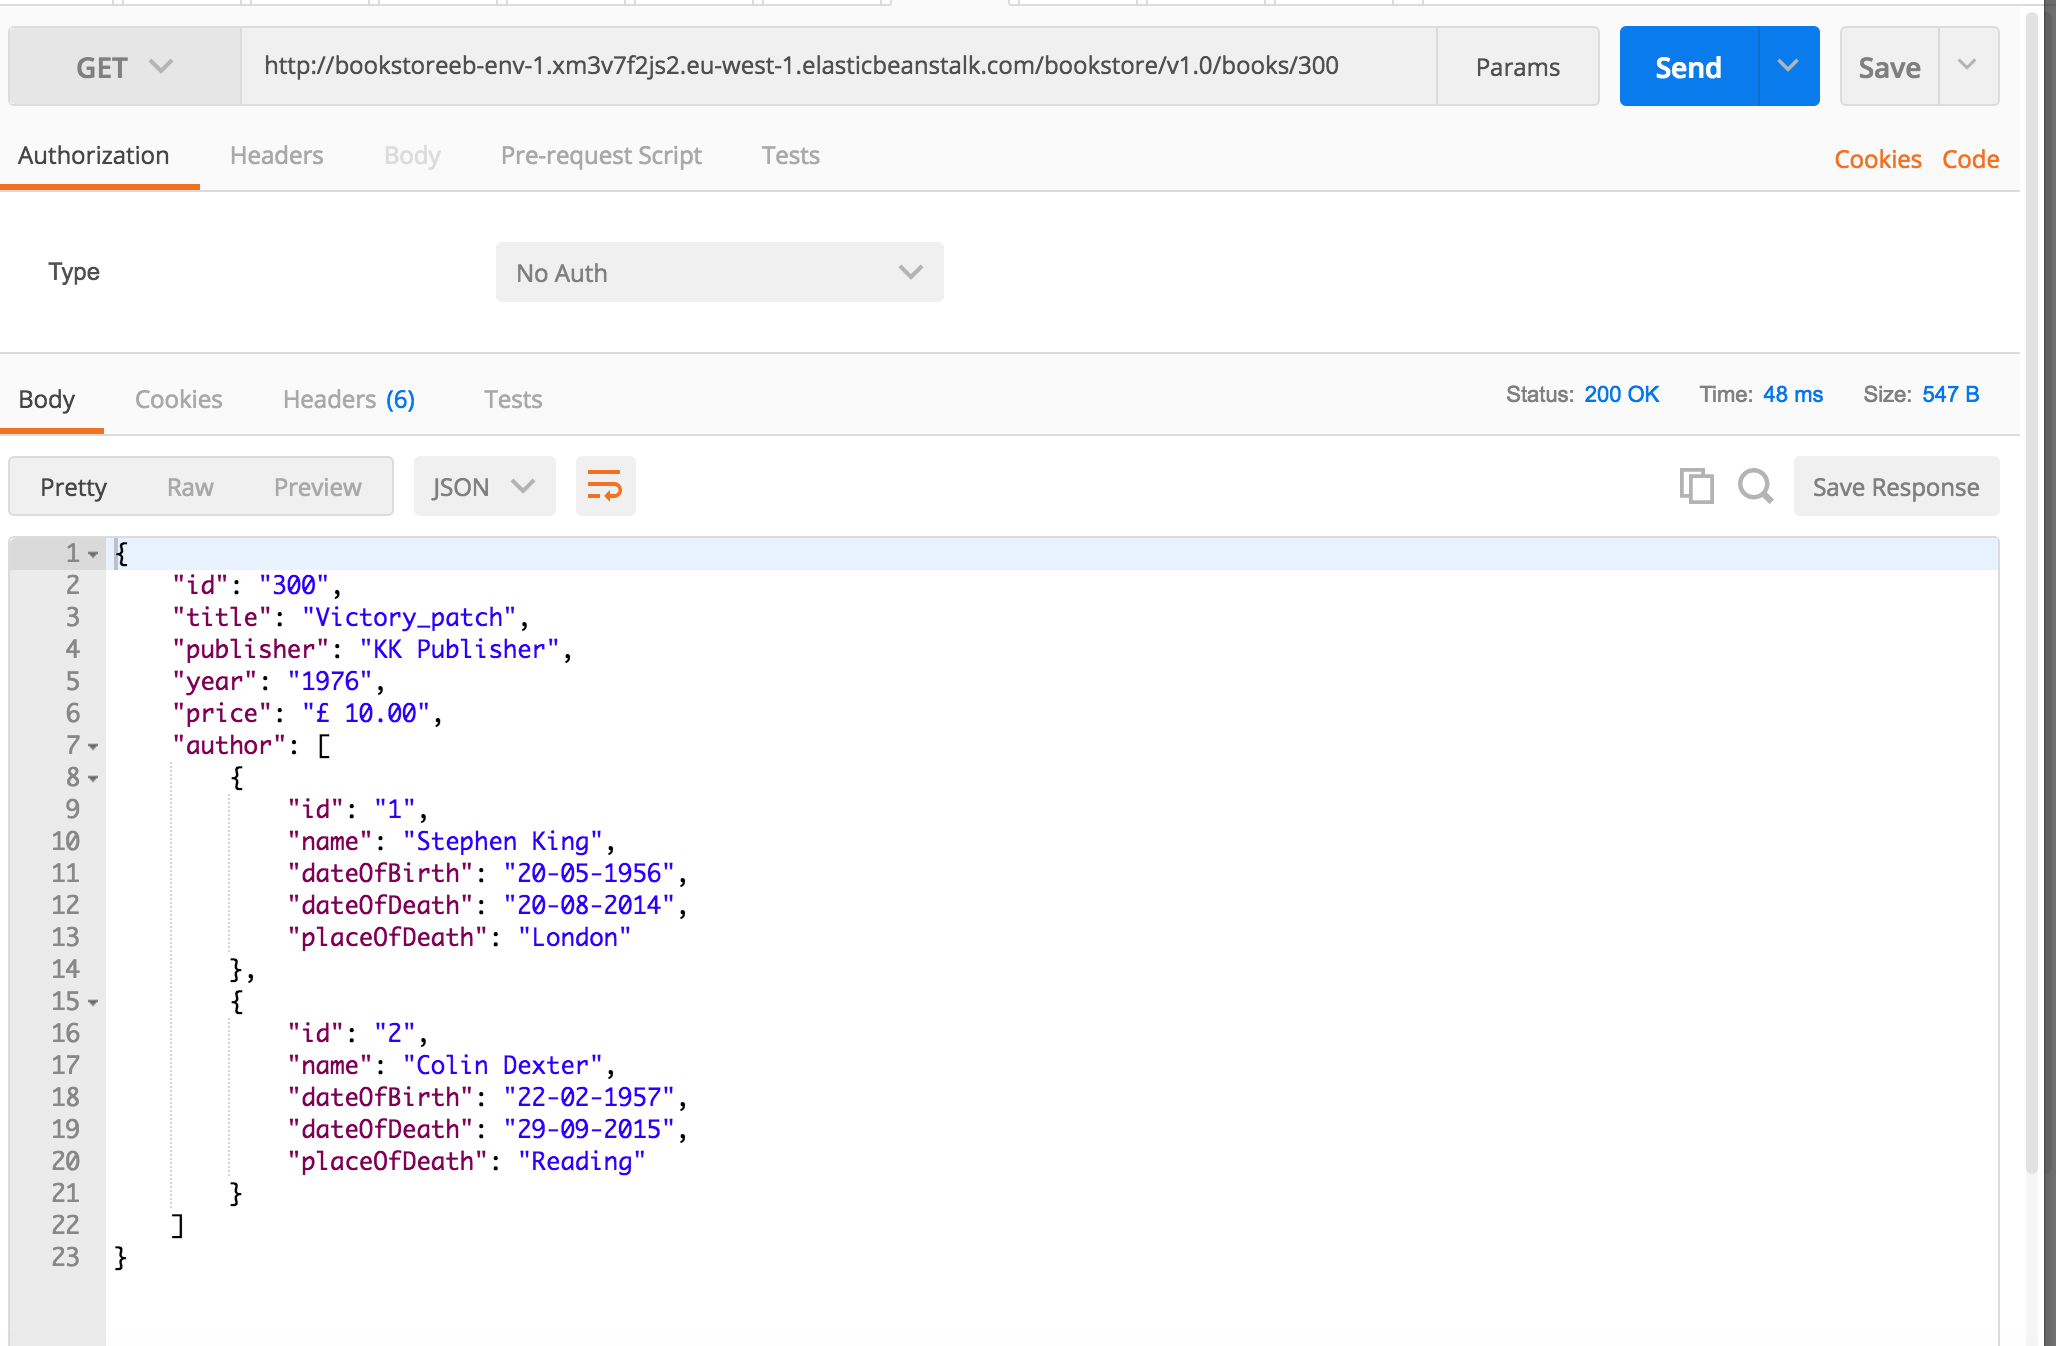 GET http://bookstoreeb-env-1.xm3v7f2js2.eu-west-1.elasticbeanstalk.com/bookstore/v1.0/books/300 Params Send Save
Authorization Headers Body Pre-request Script Tests Cookies Code
Type No Auth
Body Cookies Headers (6) Tests Status: 200 OK Time: 48 ms Size: 547 B
Pretty Raw Preview JSON Save Response
1 {
2 "id": "300",
3 "title": "Victory_patch",
4 "publisher": "KK Publisher",
5 "year": "1976",
6 "price": "£ 10.00",
7 "author": [
8 {
9 "id": "1",
10 "name": "Stephen King",
11 "dateOfBirth": "20-05-1956",
12 "dateOfDeath": "20-08-2014",
13 "placeOfDeath": "London"
14 },
15 {
16 "id": "2",
17 "name": "Colin Dexter",
18 "dateOfBirth": "22-02-1957",
19 "dateOfDeath": "29-09-2015",
20 "placeOfDeath": "Reading"
21 }
22 ]
23 }